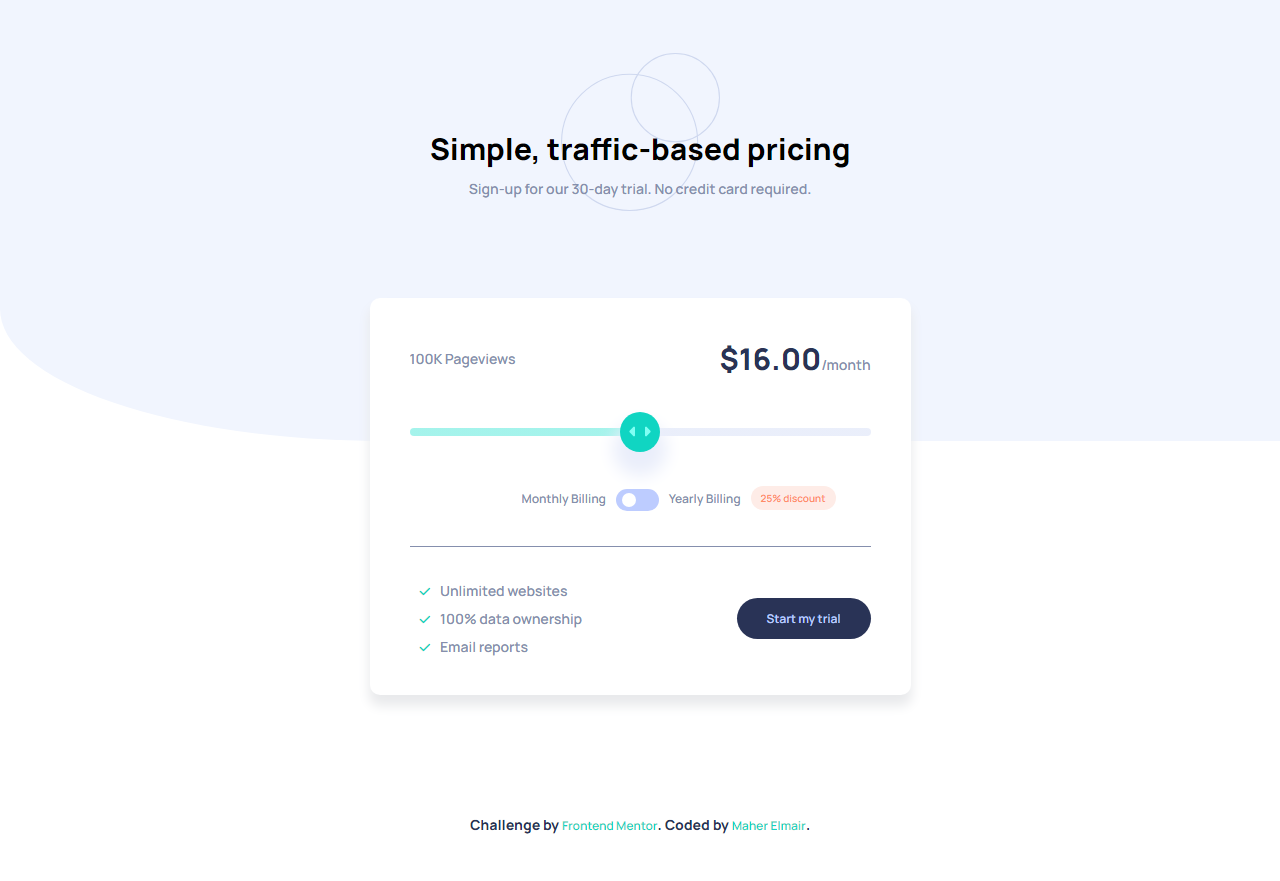 Simple, traffic-based pricing
Sign-up for our 30-day trial. No credit card required.
100K Pageviews
$16.00/month
Monthly Billing
Yearly Billing
25% discount
Unlimited websites
100% data ownership
Email reports
Start my trial
Challenge by Frontend Mentor. Coded by Maher Elmair.